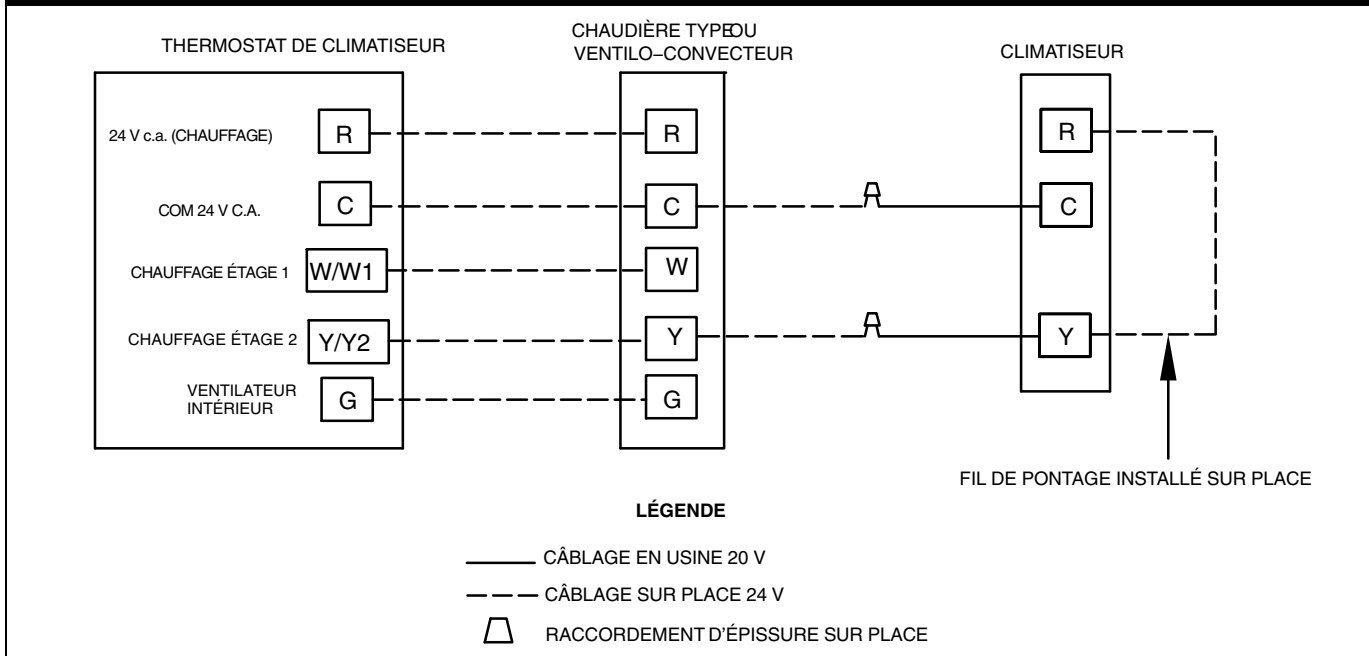 THERMOSTAT DE CLIMATISEUR
CHAUDIÈRE TYPEOU
VENTILO–CONVECTEUR
CLIMATISEUR
24 V c.a. (CHAUFFAGE)
R
R
R
COM 24 V C.A.
C
C
C
CHAUFFAGE ÉTAGE 1
W/W1
W
CHAUFFAGE ÉTAGE 2
Y/Y2
Y
Y
VENTILATEUR
INTÉRIEUR
G
G
FIL DE PONTAGE INSTALLÉ SUR PLACE
LÉGENDE
CÂBLAGE EN USINE 20 V
CÂBLAGE SUR PLACE 24 V
RACCORDEMENT D'ÉPISSURE SUR PLACE